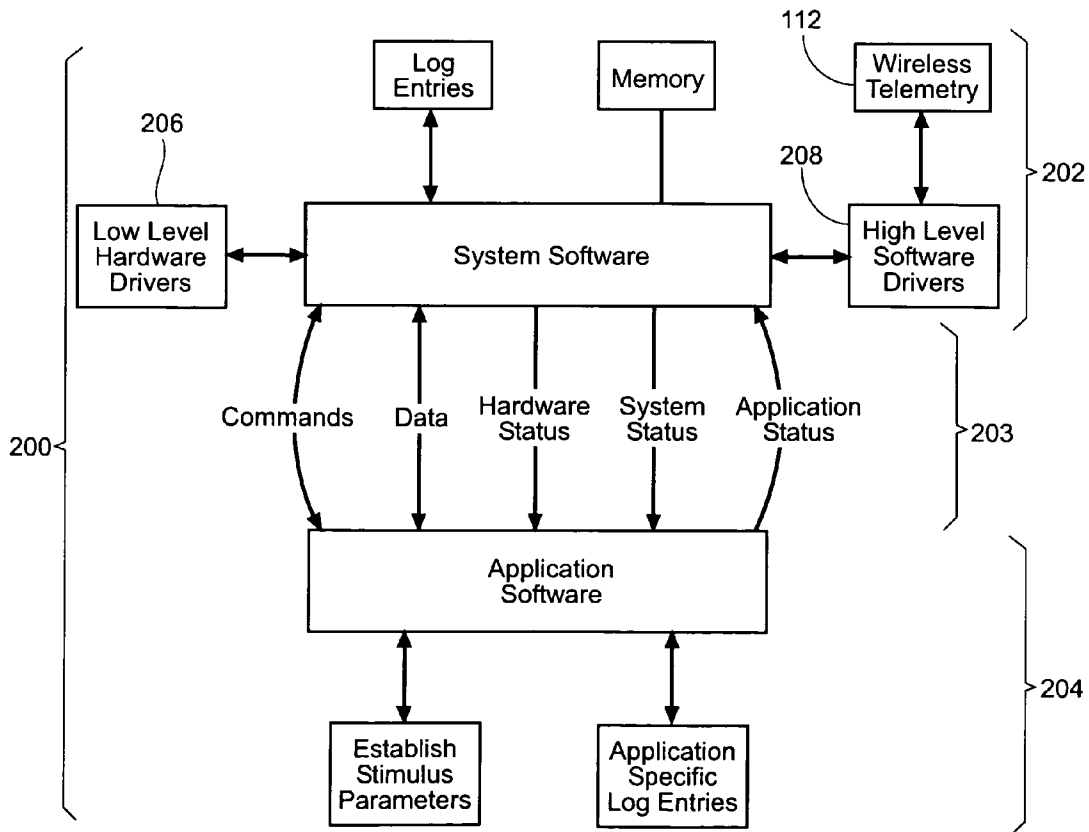 112
Log
Entries
Memory
Wireless
Telemetry
206
208
202
Low Level
Hardware
Drivers
System Software
High Level
Software
Drivers
Commands
Data
Hardware
Status
System
Status
Application
Status
200
203
Application
Software
204
Establish
Stimulus
Parameters
Application
Specific
Log Entries